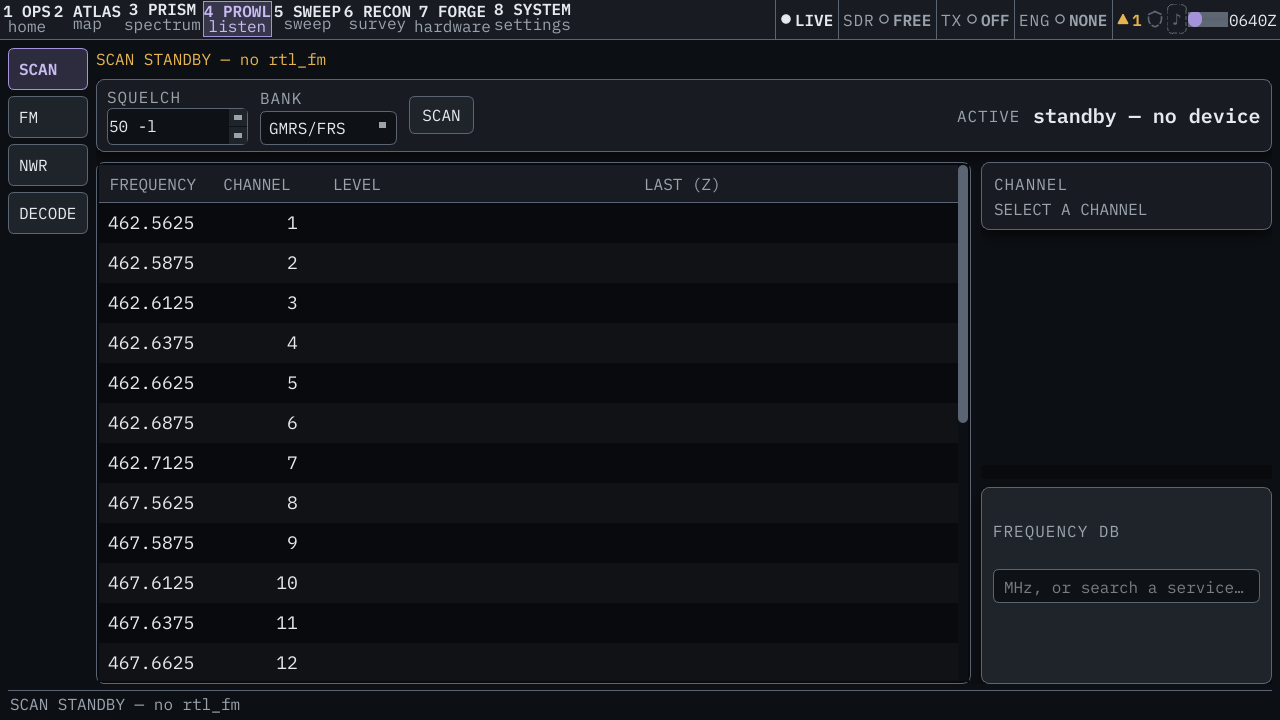 1 OPS 2 ATLAS 3 PRISM 4 PROWL 5 SWEEP 6 RECON 7 FORGE 8 SYSTEM
home map spectrum listen sweep survey hardware settings
LIVE SDR FREE TX OFF ENG NONE 1 ♪ 0640Z
SCAN
FM
NWR
DECODE
SCAN STANDBY — no rtl_fm
SQUELCH BANK
50 -l GMRS/FRS SCAN
ACTIVE standby — no device
FREQUENCY CHANNEL LEVEL LAST (Z)
462.5625 1
462.5875 2
462.6125 3
462.6375 4
462.6625 5
462.6875 6
462.7125 7
467.5625 8
467.5875 9
467.6125 10
467.6375 11
467.6625 12
CHANNEL
SELECT A CHANNEL
FREQUENCY DB
MHz, or search a service…
SCAN STANDBY — no rtl_fm